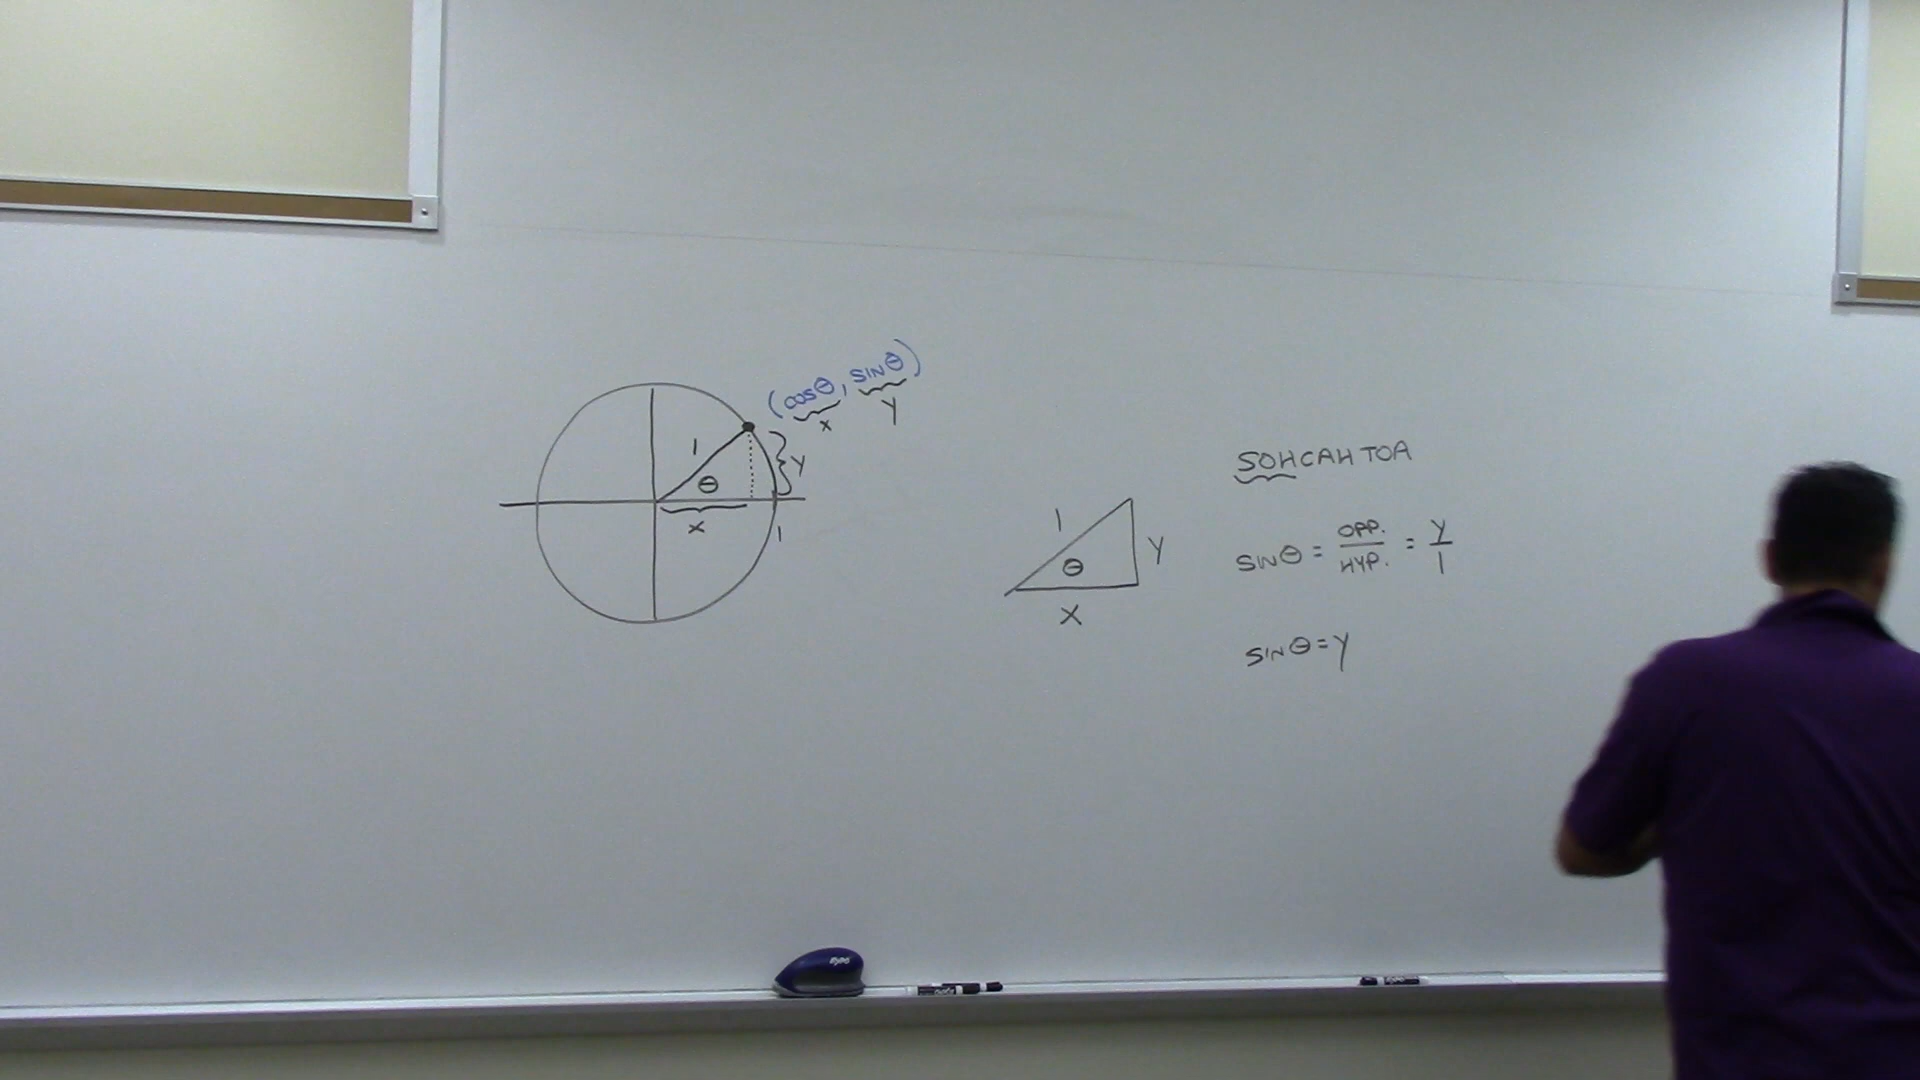 (cosθ, sinθ)
x y
1
θ
y
x
1
1
θ
y
x
SOHCAHTOA
sinθ = OPP./HYP. = y/1
sinθ = y